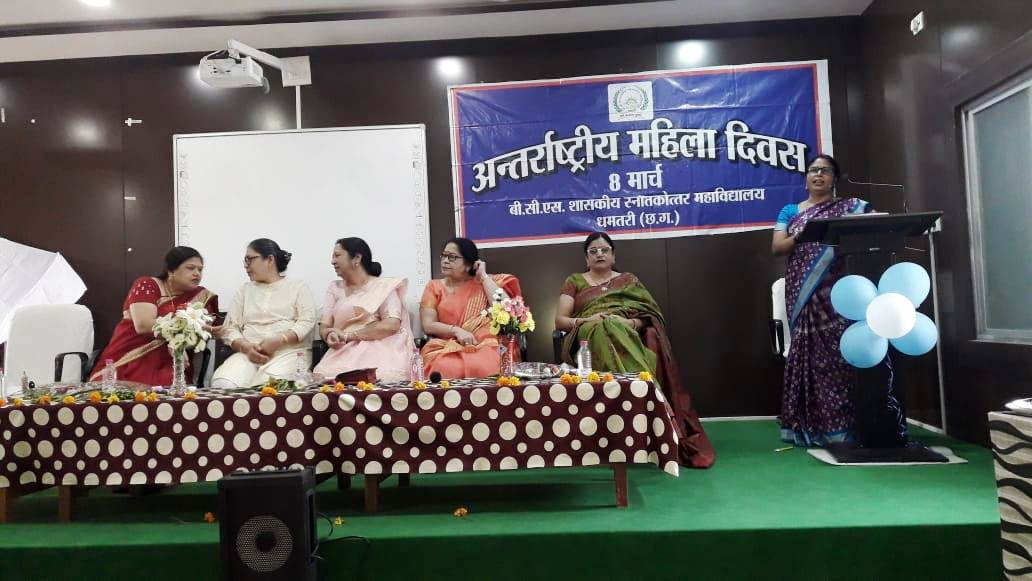 अन्तर्राष्ट्रीय महिला दिवस
8 मार्च
बी.सी.एस. शासकीय स्नातकोत्तर महाविद्यालय
धमतरी (छ.ग.)